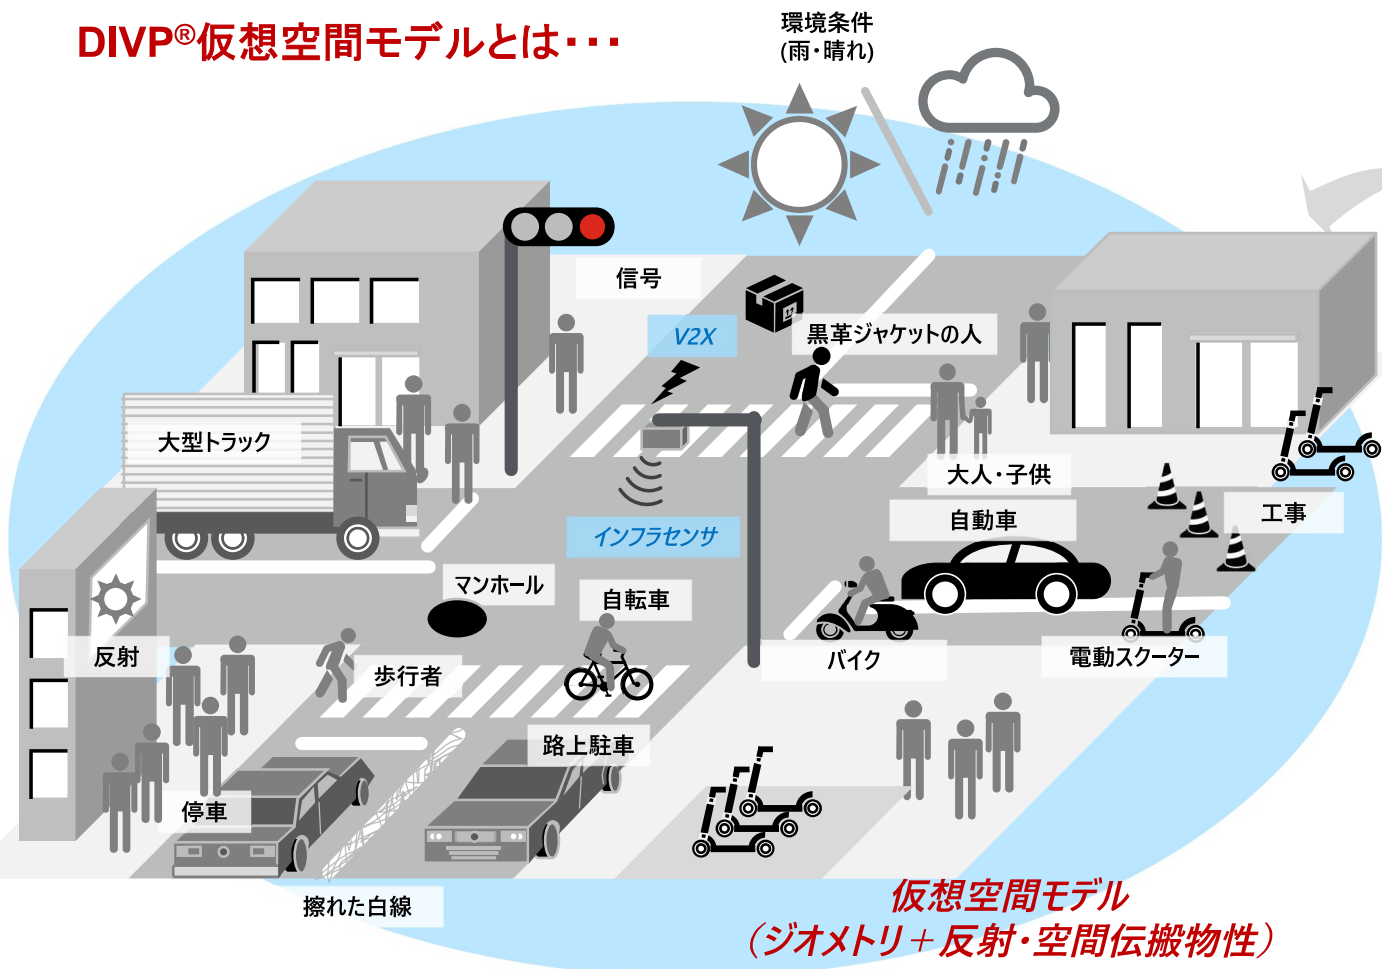 DIVP®仮想空間モデルとは･･･
環境条件
(雨･晴れ)
信号
V2X
黒革ジャケットの人
大型トラック
大人･子供
自動車
工事
インフラセンサ
マンホール
自転車
反射
歩行者
バイク
電動スクーター
路上駐車
停車
擦れた白線
仮想空間モデル
（ジオメトリ＋反射･空間伝搬物性）